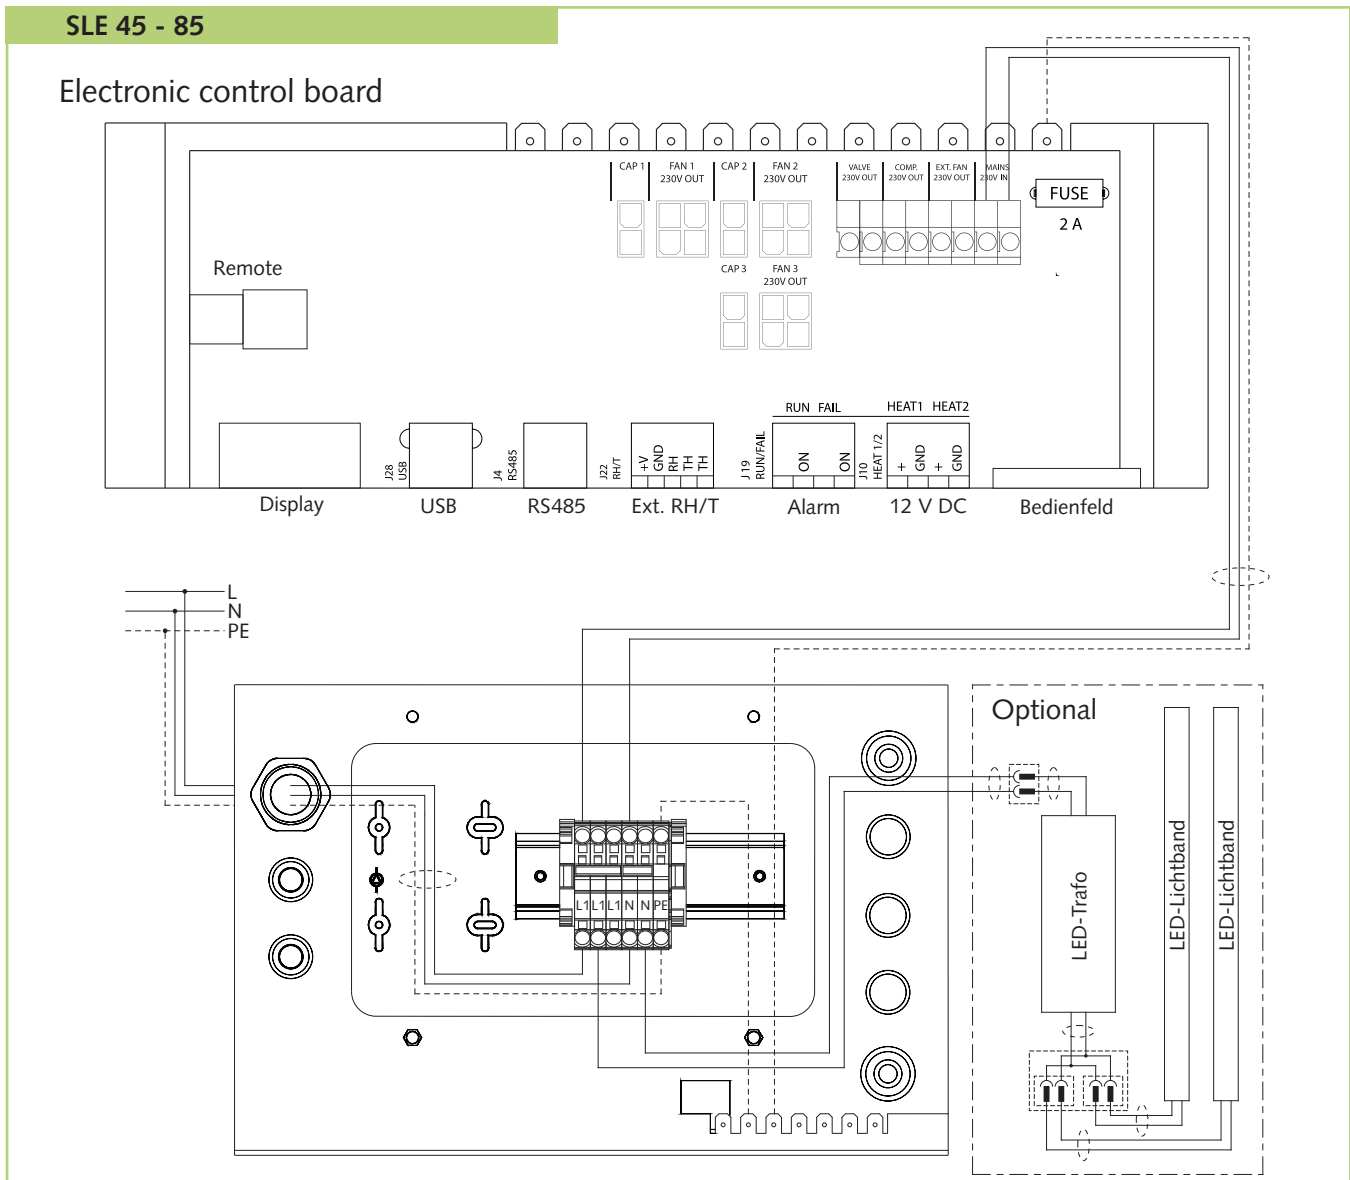 SLE 45 - 85
Electronic control board
CAP 1
FAN 1
230V OUT
CAP 2
FAN 2
230V OUT
VALVE
230V OUT
COMP.
230V OUT
EXT. FAN
230V OUT
MAINS
230V IN
FUSE
2 A
Remote
CAP 3
FAN 3
230V OUT
RUN FAIL
HEAT1 HEAT2
J28
USB
J4
RS485
J22
RH/T
+V
GND
RH
TH
TH
J19
RUN/FAIL
ON
ON
J10
HEAT 1/2
+
GND
+
GND
Display
USB
RS485
Ext. RH/T
Alarm
12 V DC
Bedienfeld
L
N
PE
Optional
L1 L1 L1 N N PE
LED-Trafo
LED-Lichtband
LED-Lichtband